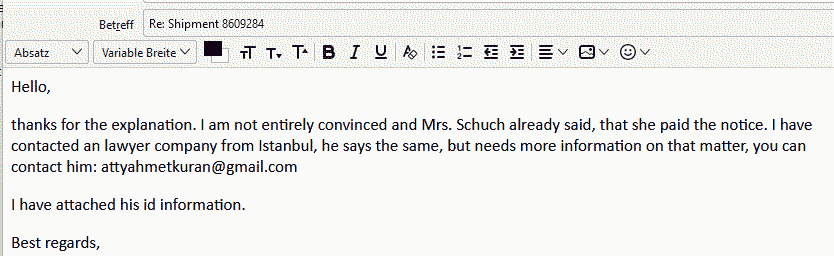 Betreff Re: Shipment 8609284
Absatz Variable Breite
Hello,
thanks for the explanation. I am not entirely convinced and Mrs. Schuch already said, that she paid the notice. I have
contacted an lawyer company from Istanbul, he says the same, but needs more information on that matter, you can
contact him: attyahmetkuran@gmail.com
I have attached his id information.
Best regards,